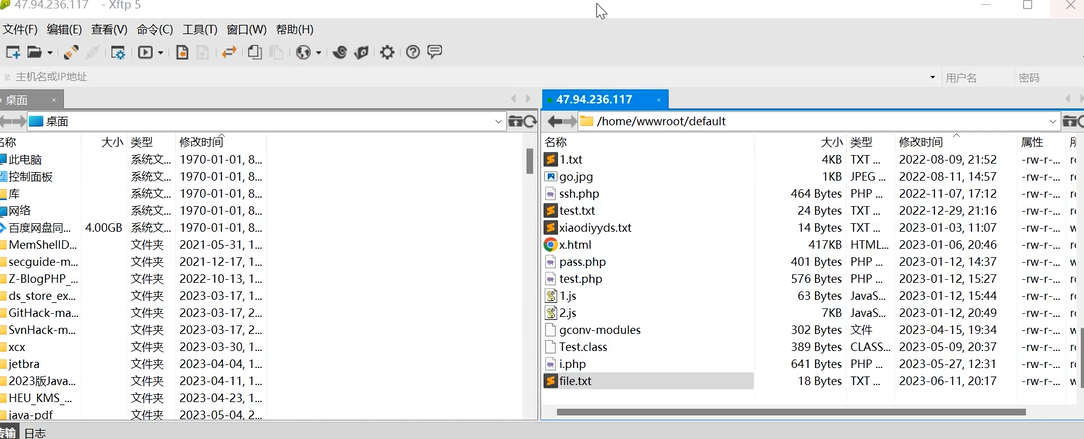 47.94.236.117 - Xftp 5
文件(F) 编辑(E) 查看(V) 命令(C) 工具(T) 窗口(W) 帮助(H)
主机名或IP地址 用户名 密码
桌面
桌面
名称 大小 类型 修改时间
此电脑 系统文... 1970-01-01, 8...
控制面板 系统文... 1970-01-01, 8...
库 系统文... 1970-01-01, 8...
网络 系统文... 1970-01-01, 8...
百度网盘同... 4.00GB 系统文... 1970-01-01, 8...
MemShellD... 文件夹 2021-05-31, 1...
secguide-m... 文件夹 2021-12-17, 1...
Z-BlogPHP_... 文件夹 2022-10-13, 1...
ds_store_ex... 文件夹 2023-03-17, 1...
GitHack-ma... 文件夹 2023-03-17, 2...
SvnHack-m... 文件夹 2023-03-17, 2...
xcx 文件夹 2023-03-30, 1...
jetbra 文件夹 2023-04-04, 1...
2023版Java... 文件夹 2023-04-11, 1...
HEU_KMS_... 文件夹 2023-04-23, 1...
java-pdf 文件夹 2023-05-04, 2...
47.94.236.117
/home/wwwroot/default
名称 大小 类型 修改时间 属性
1.txt 4KB TXT ... 2022-08-09, 21:52 -rw-r-...
go.jpg 1KB JPEG ... 2022-08-11, 14:57 -rw-r-...
ssh.php 464 Bytes PHP ... 2022-11-07, 17:12 -rw-r-...
test.txt 24 Bytes TXT ... 2022-12-29, 21:16 -rw-r-...
xiaodiyyds.txt 14 Bytes TXT ... 2023-01-03, 11:07 -rw-r-...
x.html 417KB HTML... 2023-01-06, 20:46 -rw-r-...
pass.php 401 Bytes PHP ... 2023-01-12, 14:37 -rw-r-...
test.php 576 Bytes PHP ... 2023-01-12, 15:27 -rw-r-...
1.js 63 Bytes JavaS... 2023-01-12, 15:44 -rw-r-...
2.js 7KB JavaS... 2023-01-12, 20:49 -rw-r-...
gconv-modules 302 Bytes 文件 2023-04-15, 19:34 -rw-r-...
Test.class 389 Bytes CLASS... 2023-05-09, 20:37 -rw-r-...
i.php 641 Bytes PHP ... 2023-05-27, 12:31 -rw-r-...
file.txt 18 Bytes TXT ... 2023-06-11, 20:17 -rw-r-...
传输 日志